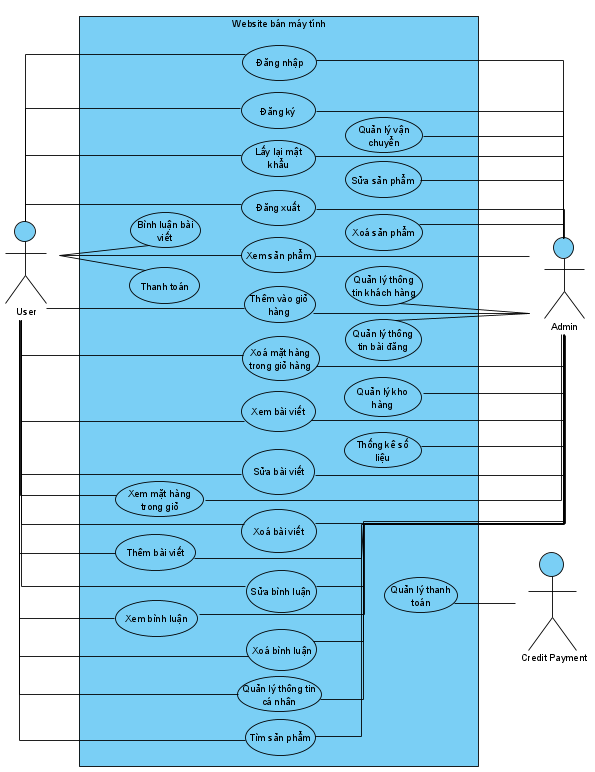 Website bán máy tính
Đăng nhập
Đăng ký
Quản lý vận
chuyển
Lấy lại mật
khẩu
Sửa sản phẩm
Đăng xuất
Bình luận bài
viết
Xoá sản phẩm
Xem sản phẩm
Thanh toán
Quản lý thông
tin khách hàng
Thêm vào giỏ
hàng
User
Admin
Quản lý thông
tin bài đăng
Xoá mặt hàng
trong giỏ hàng
Quản lý kho
hàng
Xem bài viết
Thống kê số
liệu
Sửa bài viết
Xem mặt hàng
trong giỏ
Xoá bài viết
Thêm bài viết
Sửa bình luận
Quản lý thanh
toán
Xem bình luận
Xoá bình luận
Credit Payment
Quản lý thông tin
cá nhân
Tìm sản phẩm